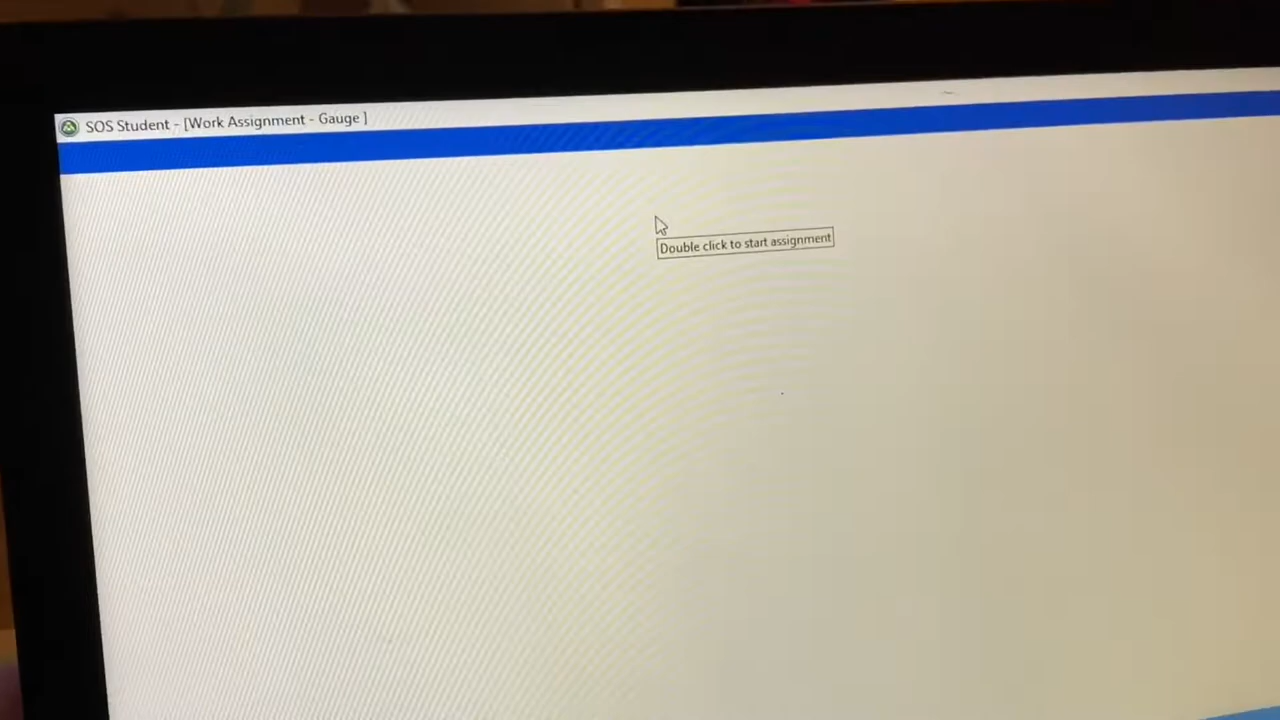 SOS Student - [Work Assignment - Gauge ]
Double click to start assignment